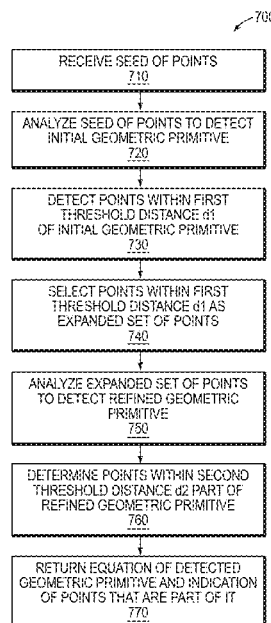 700
RECEIVE SEED OF POINTS
710
ANALYZE SEED OF POINTS TO DETECT
INITIAL GEOMETRIC PRIMITIVE
720
DETECT POINTS WITHIN FIRST
THRESHOLD DISTANCE d1
OF INITIAL GEOMETRIC PRIMITIVE
730
SELECT POINTS WITHIN FIRST
THRESHOLD DISTANCE d1 AS
EXPANDED SET OF POINTS
740
ANALYZE EXPANDED SET OF POINTS
TO DETECT REFINED GEOMETRIC
PRIMITIVE
750
DETERMINE POINTS WITHIN SECOND
THRESHOLD DISTANCE d2 PART OF
REFINED GEOMETRIC PRIMITIVE
760
RETURN EQUATION OF DETECTED
GEOMETRIC PRIMITIVE AND INDICATION
OF POINTS THAT ARE PART OF IT
770